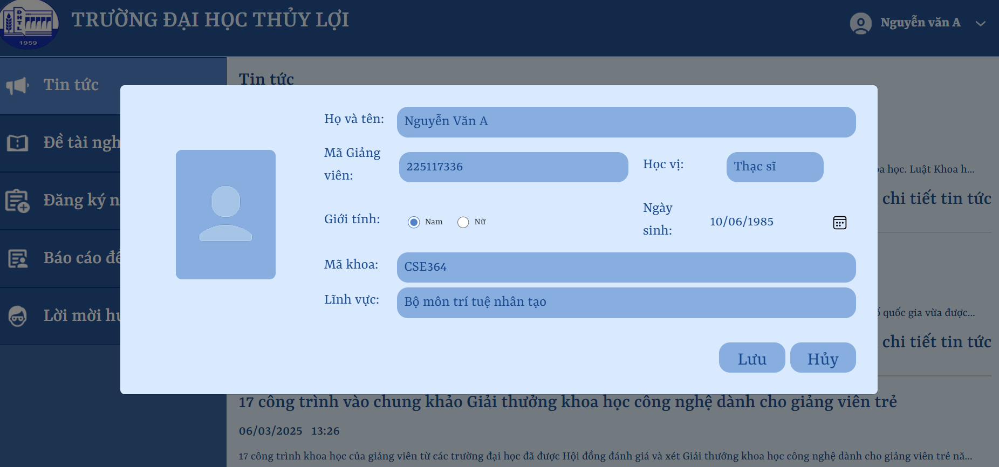 ĐHTL
1959
TRƯỜNG ĐẠI HỌC THỦY LỢI
Nguyễn văn A
Tin tức
Đề tài
Đăng ký
Báo cáo
Lời mời
Tin tức
Họ và tên:
Nguyễn Văn A
Mã Giảng
viên:
225117336
Học vị:
Thạc sĩ
Giới tính:
Nam
Nữ
Ngày
sinh:
10/06/1985
Mã khoa:
CSE364
Lĩnh vực:
Bộ môn trí tuệ nhân tạo
Lưu
Hủy
học. Luật Khoa h...
chi tiết tin tức
quốc gia vừa được...
chi tiết tin tức
17 công trình vào chung khảo Giải thưởng khoa học công nghệ dành cho giảng viên trẻ
06/03/2025 13:26
17 công trình khoa học của giảng viên từ các trường đại học đã được Hội đồng đánh giá và xét Giải thưởng khoa học công nghệ dành cho giảng viên trẻ nă...